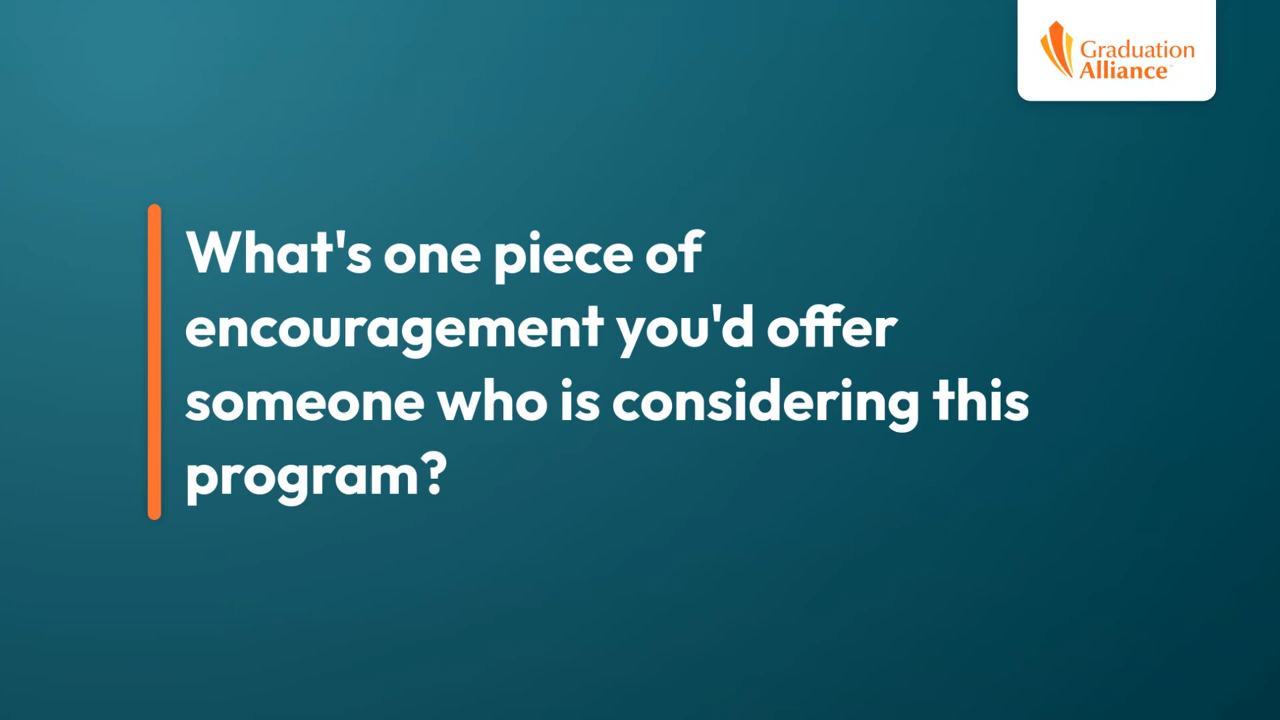 Graduation
Alliance
What's one piece of
encouragement you'd offer
someone who is considering this
program?